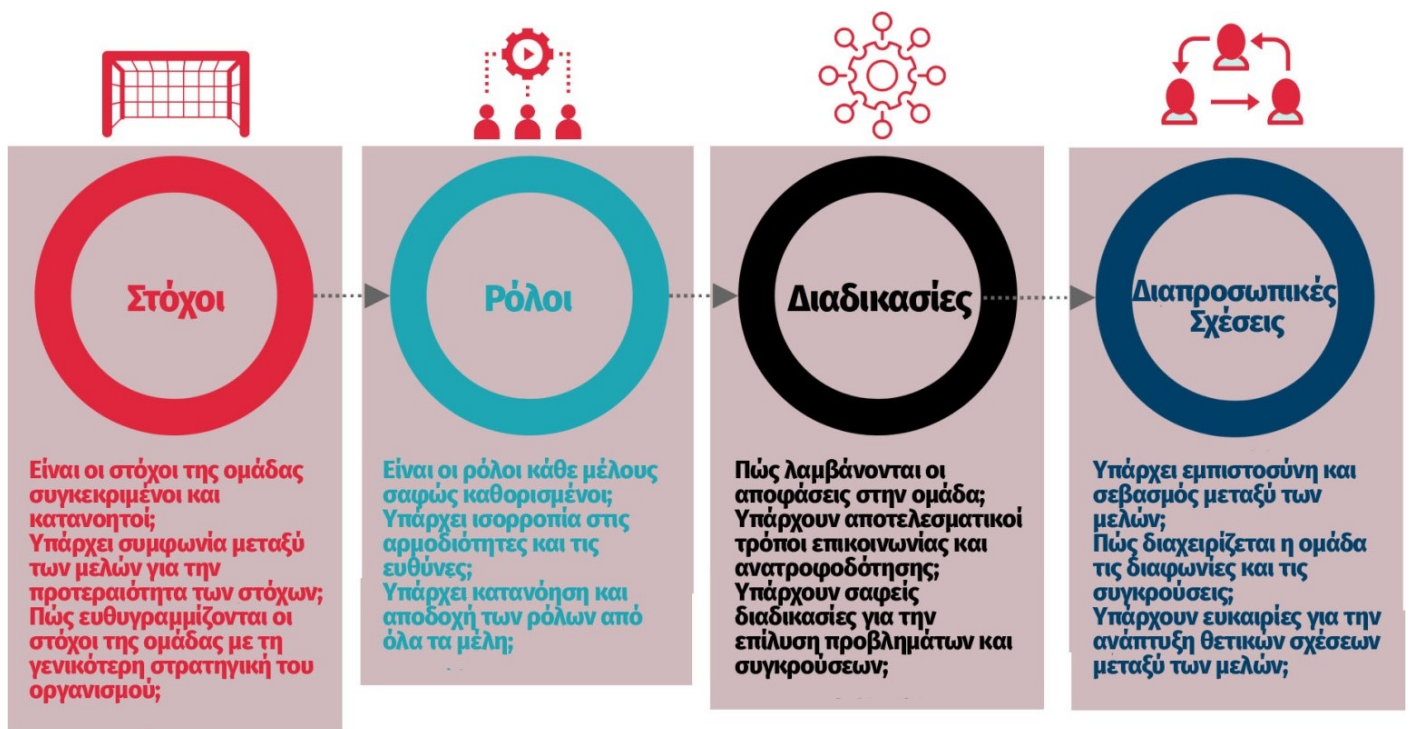 Στόχοι
Είναι οι στόχοι της ομάδας
συγκεκριμένοι και
κατανοητοί;
Υπάρχει συμφωνία μεταξύ
των μελών για την
προτεραιότητα των στόχων;
Πώς ευθυγραμμίζονται οι
στόχοι της ομάδας με τη
γενικότερη στρατηγική του
οργανισμού;
Ρόλοι
Είναι οι ρόλοι κάθε μέλους
σαφώς καθορισμένοι;
Υπάρχει ισορροπία στις
αρμοδιότητες και τις
ευθύνες;
Υπάρχει κατανόηση και
αποδοχή των ρόλων από
όλα τα μέλη;
Διαδικασίες
Πώς λαμβάνονται οι
αποφάσεις στην ομάδα;
Υπάρχουν αποτελεσματικοί
τρόποι επικοινωνίας και
ανατροφοδότησης;
Υπάρχουν σαφείς
διαδικασίες για την
επίλυση προβλημάτων και
συγκρούσεων;
Διαπροσωπικές
Σχέσεις
Υπάρχει εμπιστοσύνη και
σεβασμός μεταξύ των
μελών;
Πώς διαχειρίζεται η ομάδα
τις διαφωνίες και τις
συγκρούσεις;
Υπάρχουν ευκαιρίες για την
ανάπτυξη θετικών σχέσεων
μεταξύ των μελών;